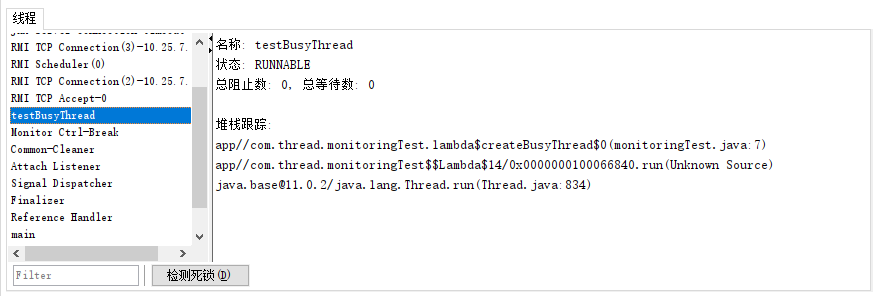 线程
RMI TCP Connection(3)-10.25.7.
RMI Scheduler(0)
RMI TCP Connection(2)-10.25.7.
RMI TCP Accept-0
testBusyThread
Monitor Ctrl-Break
Common-Cleaner
Attach Listener
Signal Dispatcher
Finalizer
Reference Handler
main
Filter
检测死锁(D)
名称: testBusyThread
状态: RUNNABLE
总阻止数: 0, 总等待数: 0
堆栈跟踪:
app//com.thread.monitoringTest.lambda$createBusyThread$0(monitoringTest.java:7)
app//com.thread.monitoringTest$$Lambda$14/0x0000000100066840.run(Unknown Source)
java.base@11.0.2/java.lang.Thread.run(Thread.java:834)